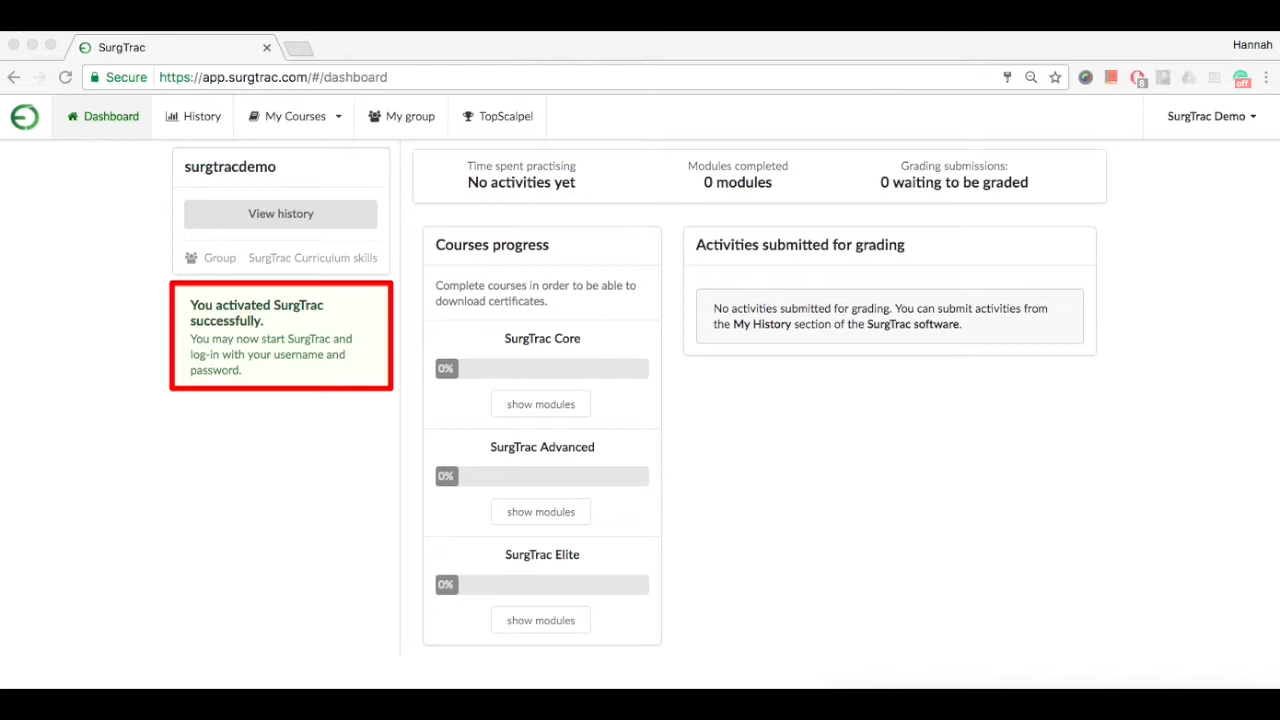 SurgTrac
Hannah
Secure https://app.surgtrac.com/#/dashboard
Dashboard
History
My Courses
My group
TopScalpel
SurgTrac Demo
surgtracdemo
View history
Group SurgTrac Curriculum skills
You activated SurgTrac
successfully.
You may now start SurgTrac and
log-in with your username and
password.
Time spent practising
No activities yet
Modules completed
0 modules
Grading submissions:
0 waiting to be graded
Courses progress
Complete courses in order to be able to
download certificates.
SurgTrac Core
0%
show modules
SurgTrac Advanced
0%
show modules
SurgTrac Elite
0%
show modules
Activities submitted for grading
No activities submitted for grading. You can submit activities from
the My History section of the SurgTrac software.
off